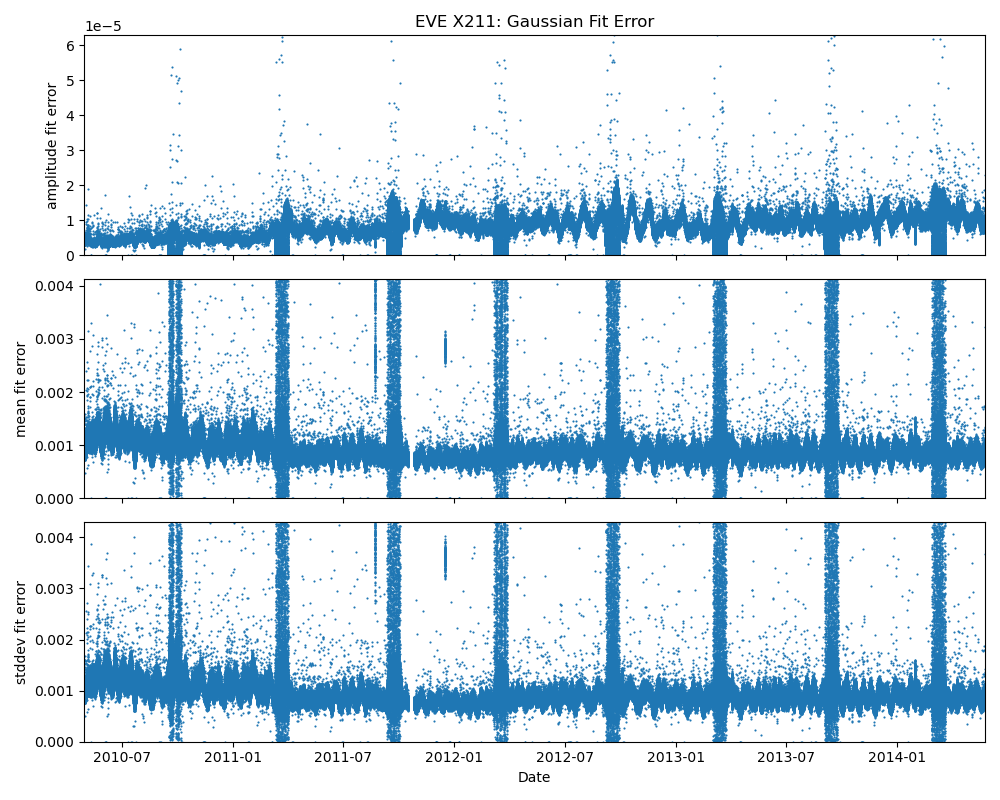 EVE X211: Gaussian Fit Error
1e−5
6
5
4
3
2
1
0
amplitude fit error
0.004
0.003
0.002
0.001
0.000
mean fit error
0.004
0.003
0.002
0.001
0.000
stddev fit error
2010-07 2011-01 2011-07 2012-01 2012-07 2013-01 2013-07 2014-01
Date